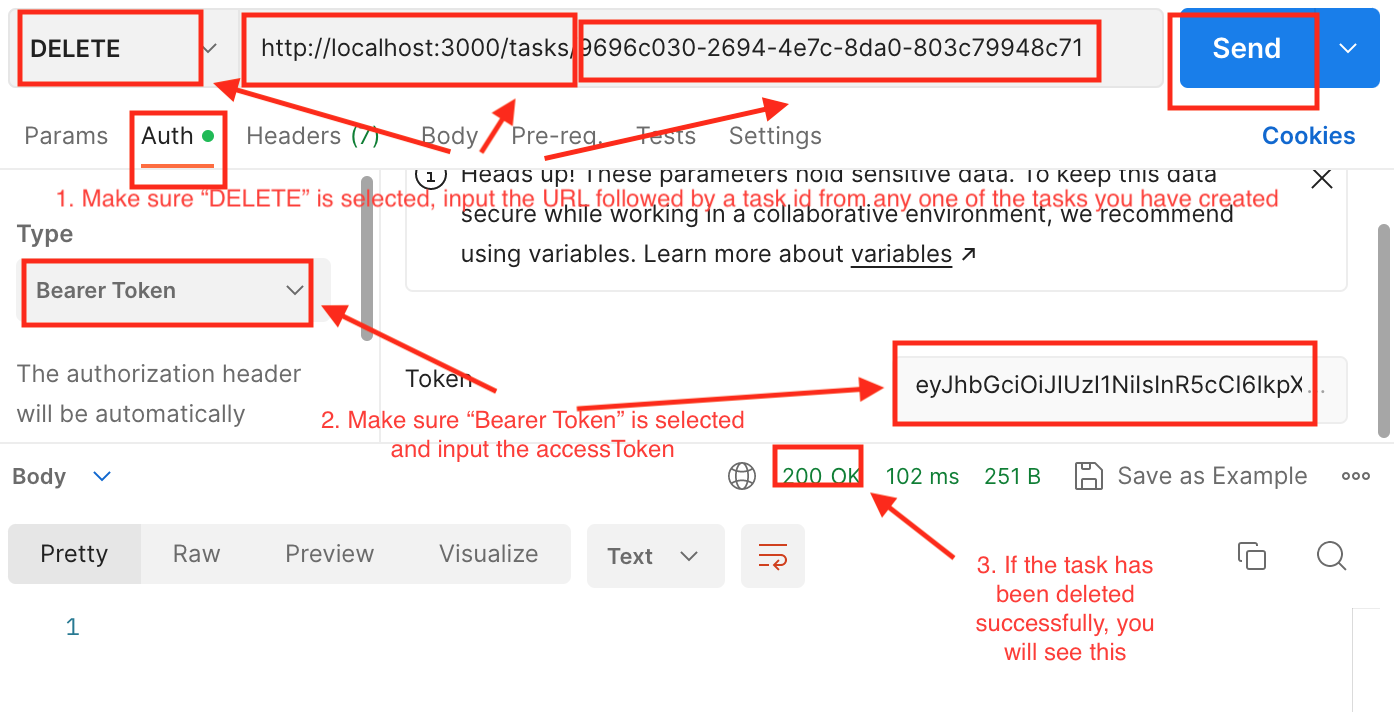 DELETE
http://localhost:3000/tasks/9696c030-2694-4e7c-8da0-803c79948c71
Send
Params
Auth
Headers (7)
Body
Pre-req.
Tests
Settings
Cookies
Heads up! These parameters hold sensitive data. To keep this data
1. Make sure “DELETE” is selected, input the URL followed by a task id from any one of the tasks you have created
secure while working in a collaborative environment, we recommend
using variables. Learn more about variables ↗
Type
Bearer Token
The authorization header
will be automatically
Token
eyJhbGciOiJIUzI1NiIsInR5cCI6IkpX...
2. Make sure “Bearer Token” is selected
and input the accessToken
Body
200 OK
102 ms
251 B
Save as Example
Pretty
Raw
Preview
Visualize
Text
3. If the task has
been deleted
successfully, you
will see this
1